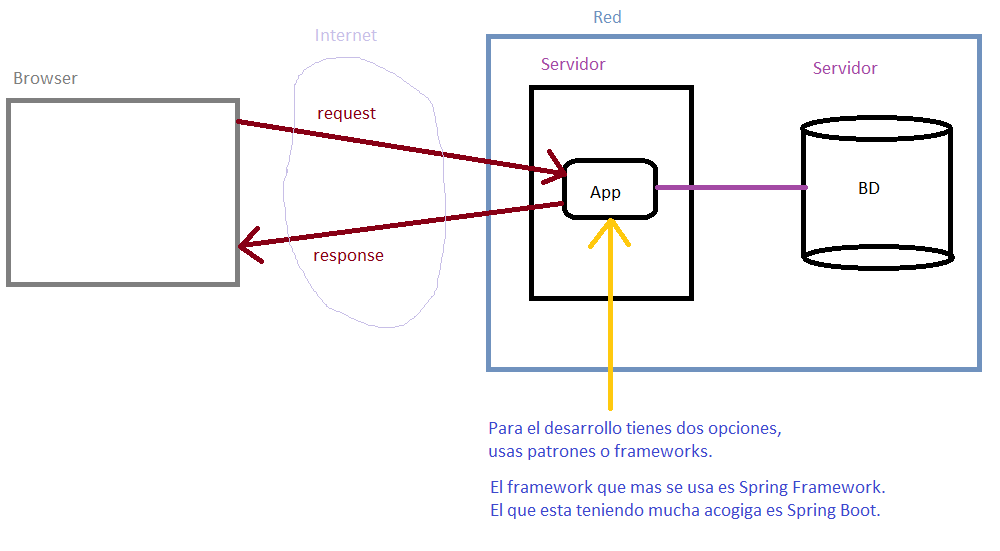 Red
Internet
Servidor
Servidor
Browser
request
App
BD
response
Para el desarrollo tienes dos opciones,
usas patrones o frameworks.
El framework que mas se usa es Spring Framework.
El que esta teniendo mucha acogiga es Spring Boot.